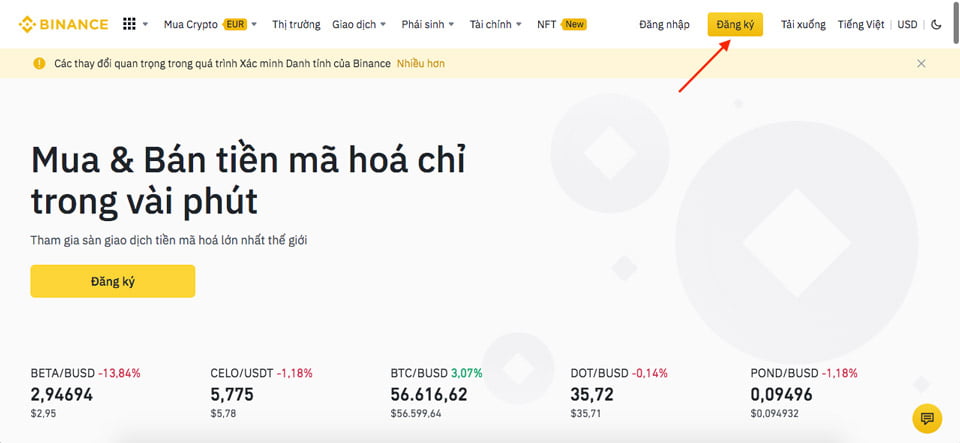 BINANCE Mua Crypto EUR Thị trường Giao dịch Phái sinh Tài chính NFT New Đăng nhập Đăng ký Tải xuống Tiếng Việt USD
Các thay đổi quan trọng trong quá trình Xác minh Danh tính của Binance Nhiều hơn
Mua & Bán tiền mã hoá chỉ
trong vài phút
Tham gia sàn giao dịch tiền mã hoá lớn nhất thế giới
Đăng ký
BETA/BUSD -13,84% CELO/USDT -1,18% BTC/BUSD 3,07% DOT/BUSD -0,14% POND/BUSD -1,18%
2,94694 5,775 56.616,62 35,72 0,09496
$2,95 $5,78 $56.599,64 $35,71 $0,094932